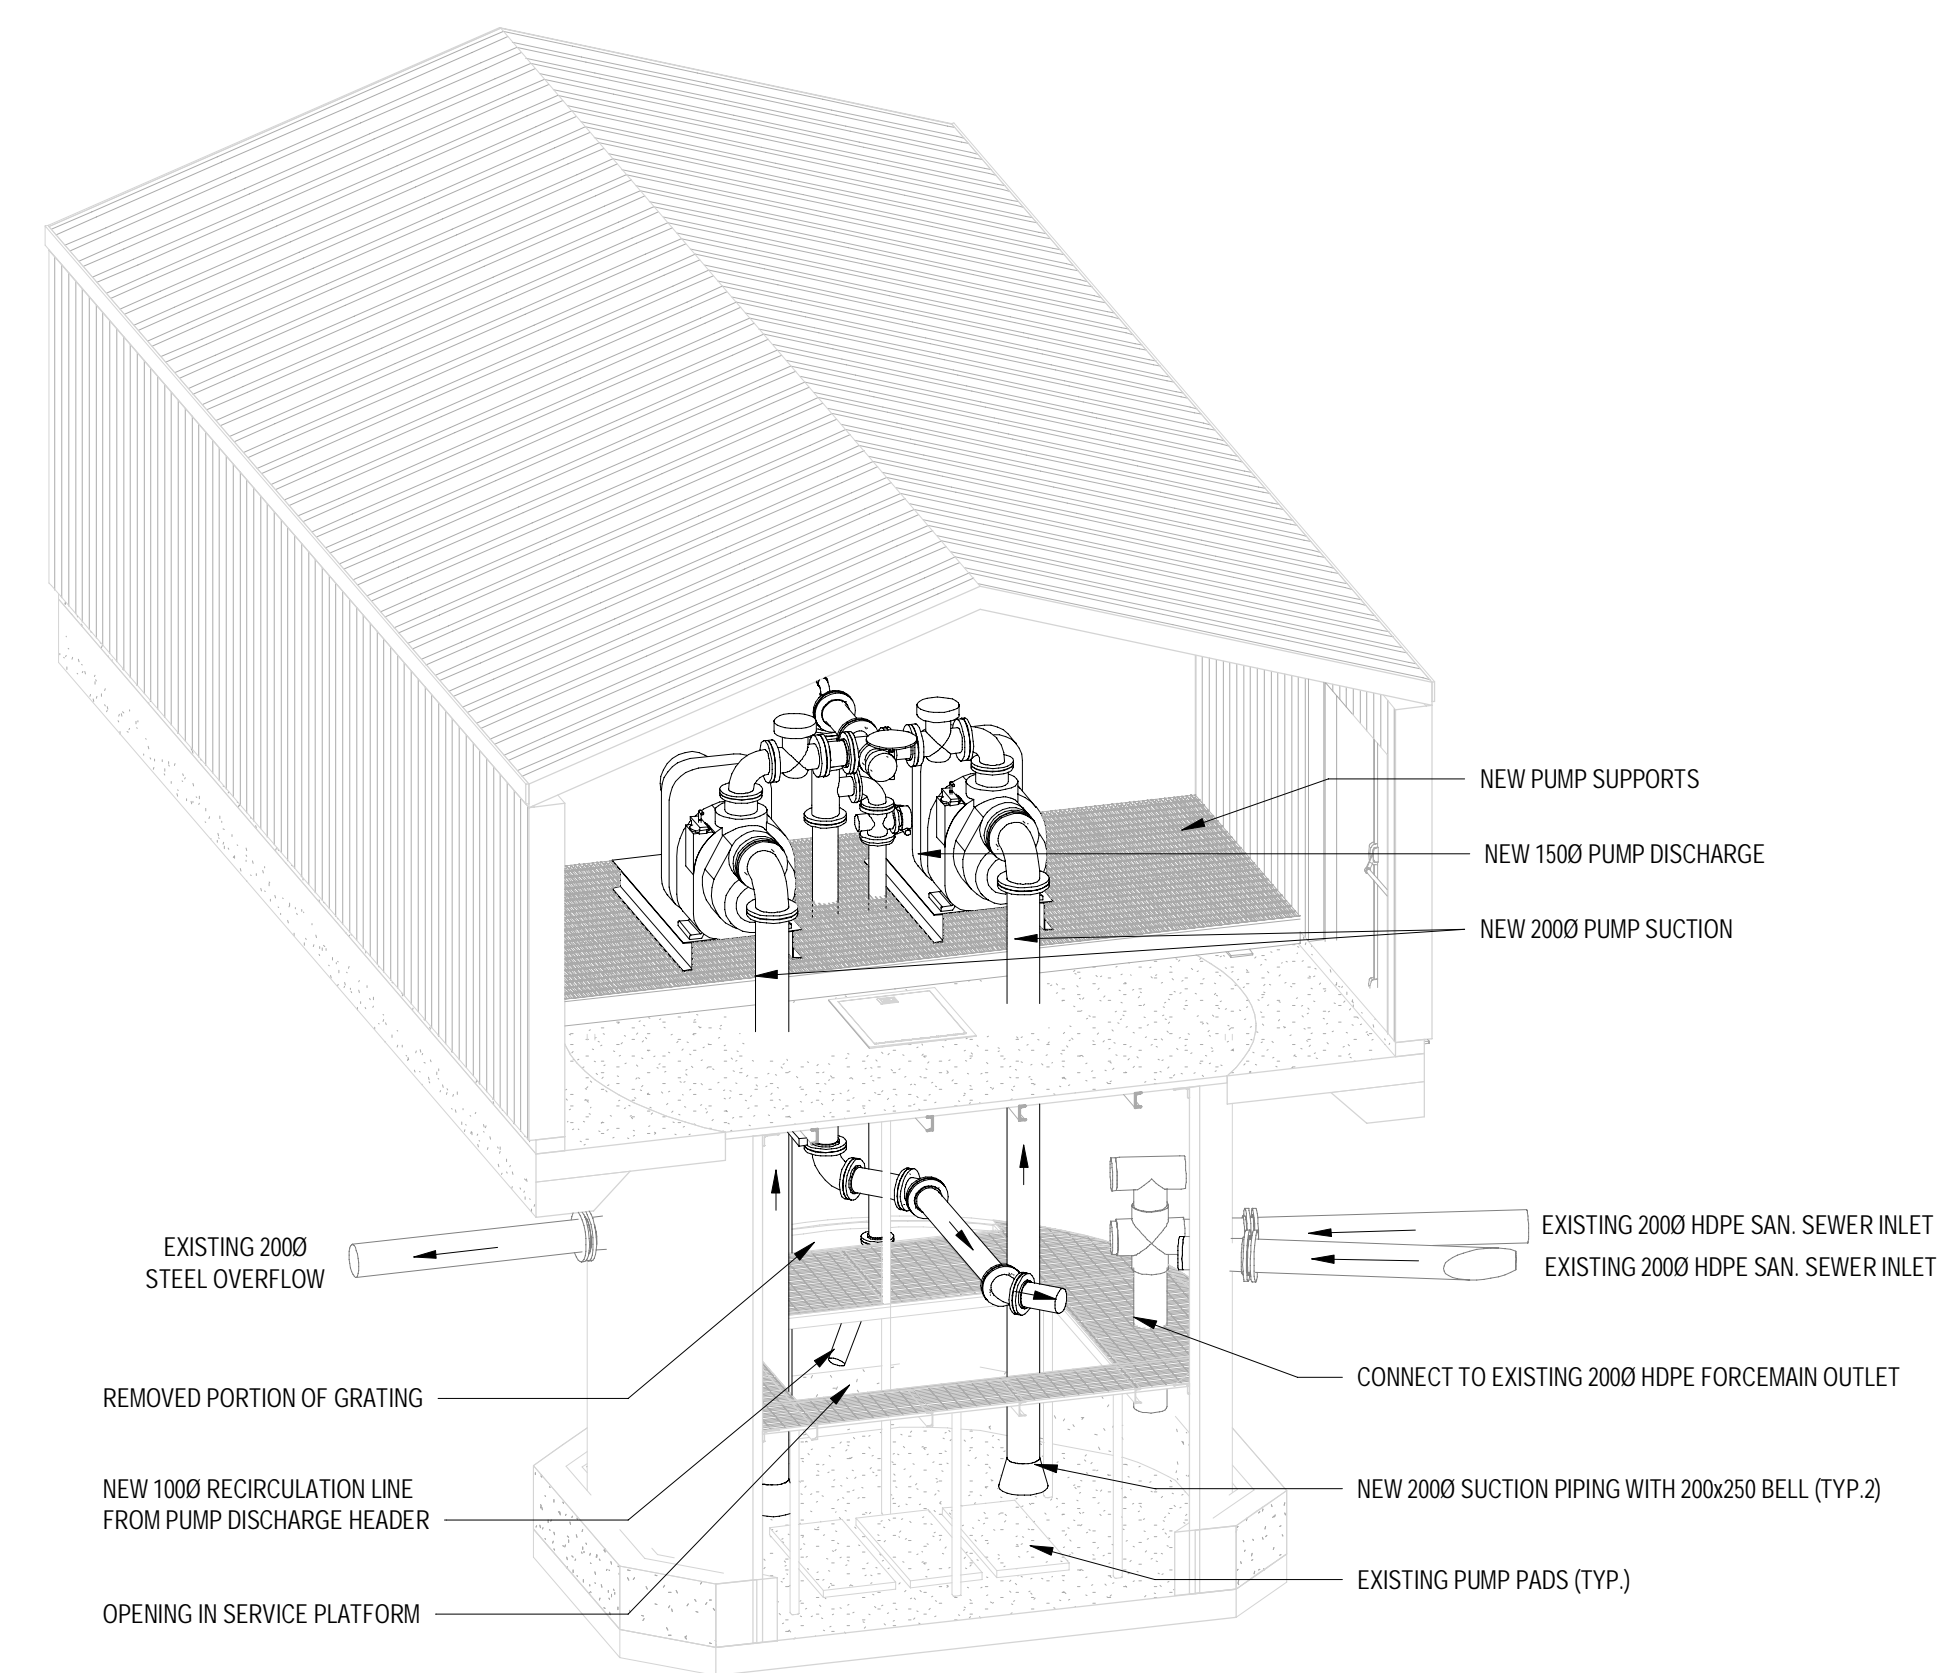 NEW PUMP SUPPORTS
NEW 150Ø PUMP DISCHARGE
NEW 200Ø PUMP SUCTION
EXISTING 200Ø HDPE SAN. SEWER INLET
EXISTING 200Ø HDPE SAN. SEWER INLET
EXISTING 200Ø
STEEL OVERFLOW
CONNECT TO EXISTING 200Ø HDPE FORCEMAIN OUTLET
REMOVED PORTION OF GRATING
NEW 200Ø SUCTION PIPING WITH 200x250 BELL (TYP.2)
NEW 100Ø RECIRCULATION LINE
FROM PUMP DISCHARGE HEADER
EXISTING PUMP PADS (TYP.)
OPENING IN SERVICE PLATFORM